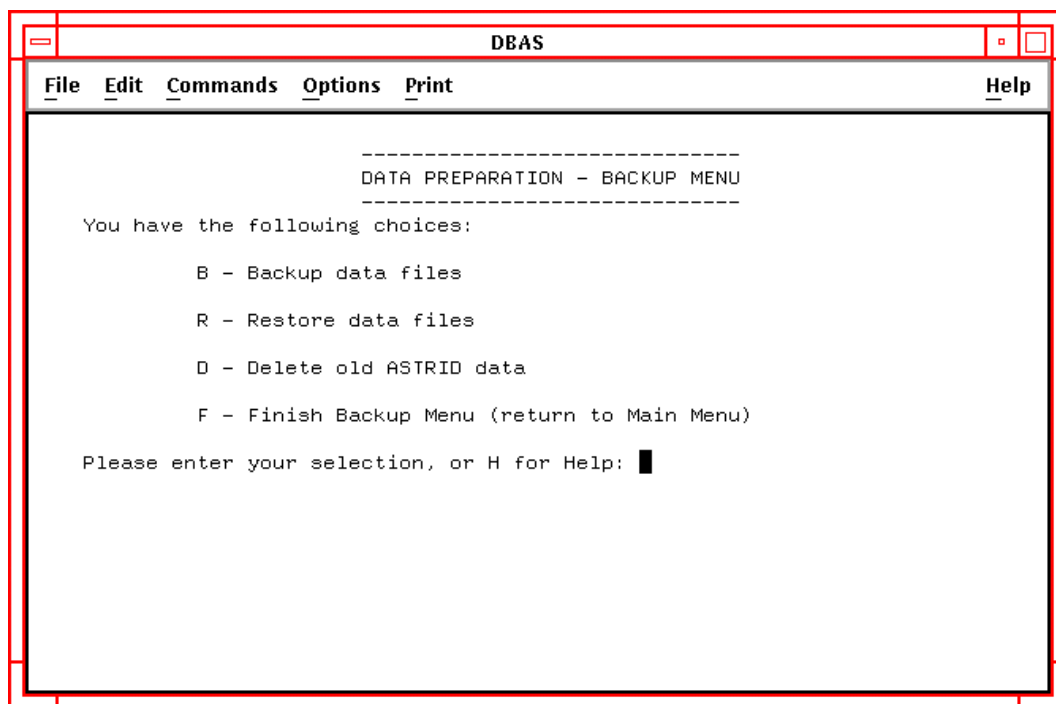 DBAS
File Edit Commands Options Print Help
------------------------------
DATA PREPARATION - BACKUP MENU
------------------------------
You have the following choices:
B - Backup data files
R - Restore data files
D - Delete old ASTRID data
F - Finish Backup Menu (return to Main Menu)
Please enter your selection, or H for Help: